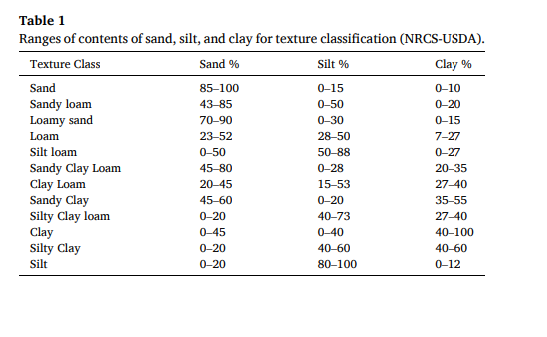 Table 1
Ranges of contents of sand, silt, and clay for texture classification (NRCS-USDA).
Texture Class Sand % Silt % Clay %
Sand 85–100 0–15 0–10
Sandy loam 43–85 0–50 0–20
Loamy sand 70–90 0–30 0–15
Loam 23–52 28–50 7–27
Silt loam 0–50 50–88 0–27
Sandy Clay Loam 45–80 0–28 20–35
Clay Loam 20–45 15–53 27–40
Sandy Clay 45–60 0–20 35–55
Silty Clay loam 0–20 40–73 27–40
Clay 0–45 0–40 40–100
Silty Clay 0–20 40–60 40–60
Silt 0–20 80–100 0–12